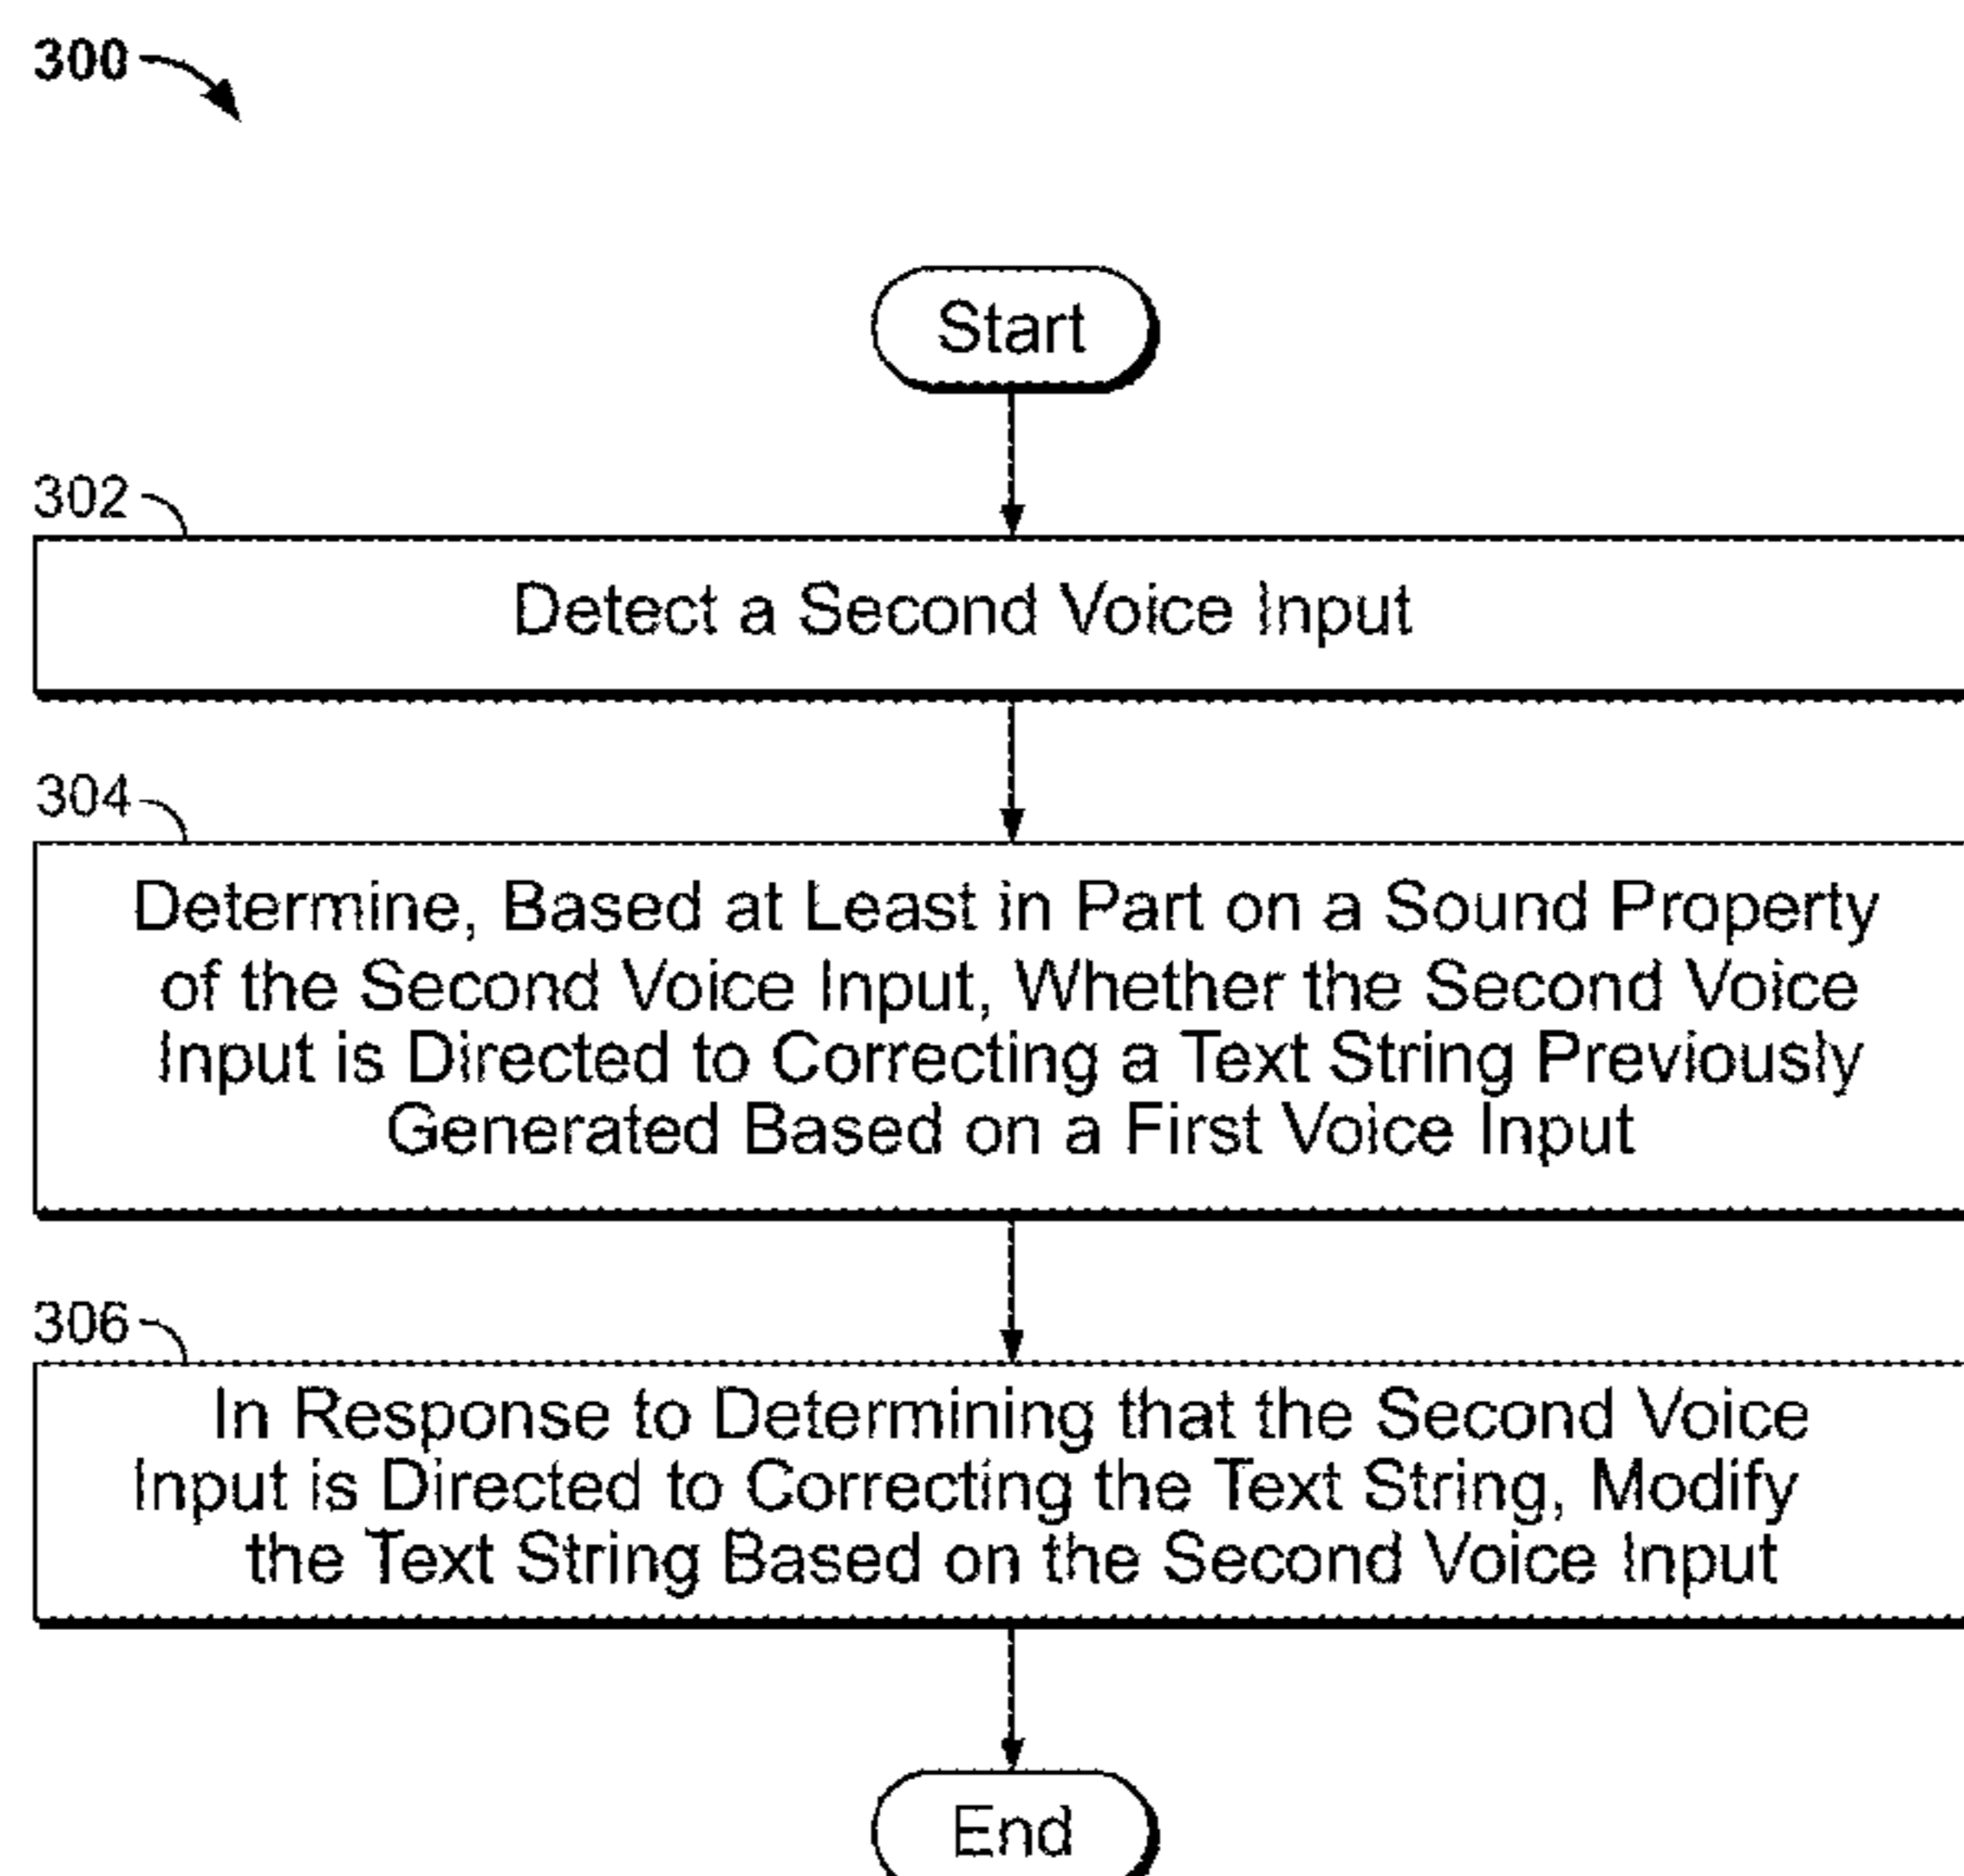 300
Start
302
Detect a Second Voice Input
304
Determine, Based at Least in Part on a Sound Property
of the Second Voice Input, Whether the Second Voice
Input is Directed to Correcting a Text String Previously
Generated Based on a First Voice Input
306
In Response to Determining that the Second Voice
Input is Directed to Correcting the Text String, Modify
the Text String Based on the Second Voice Input
End